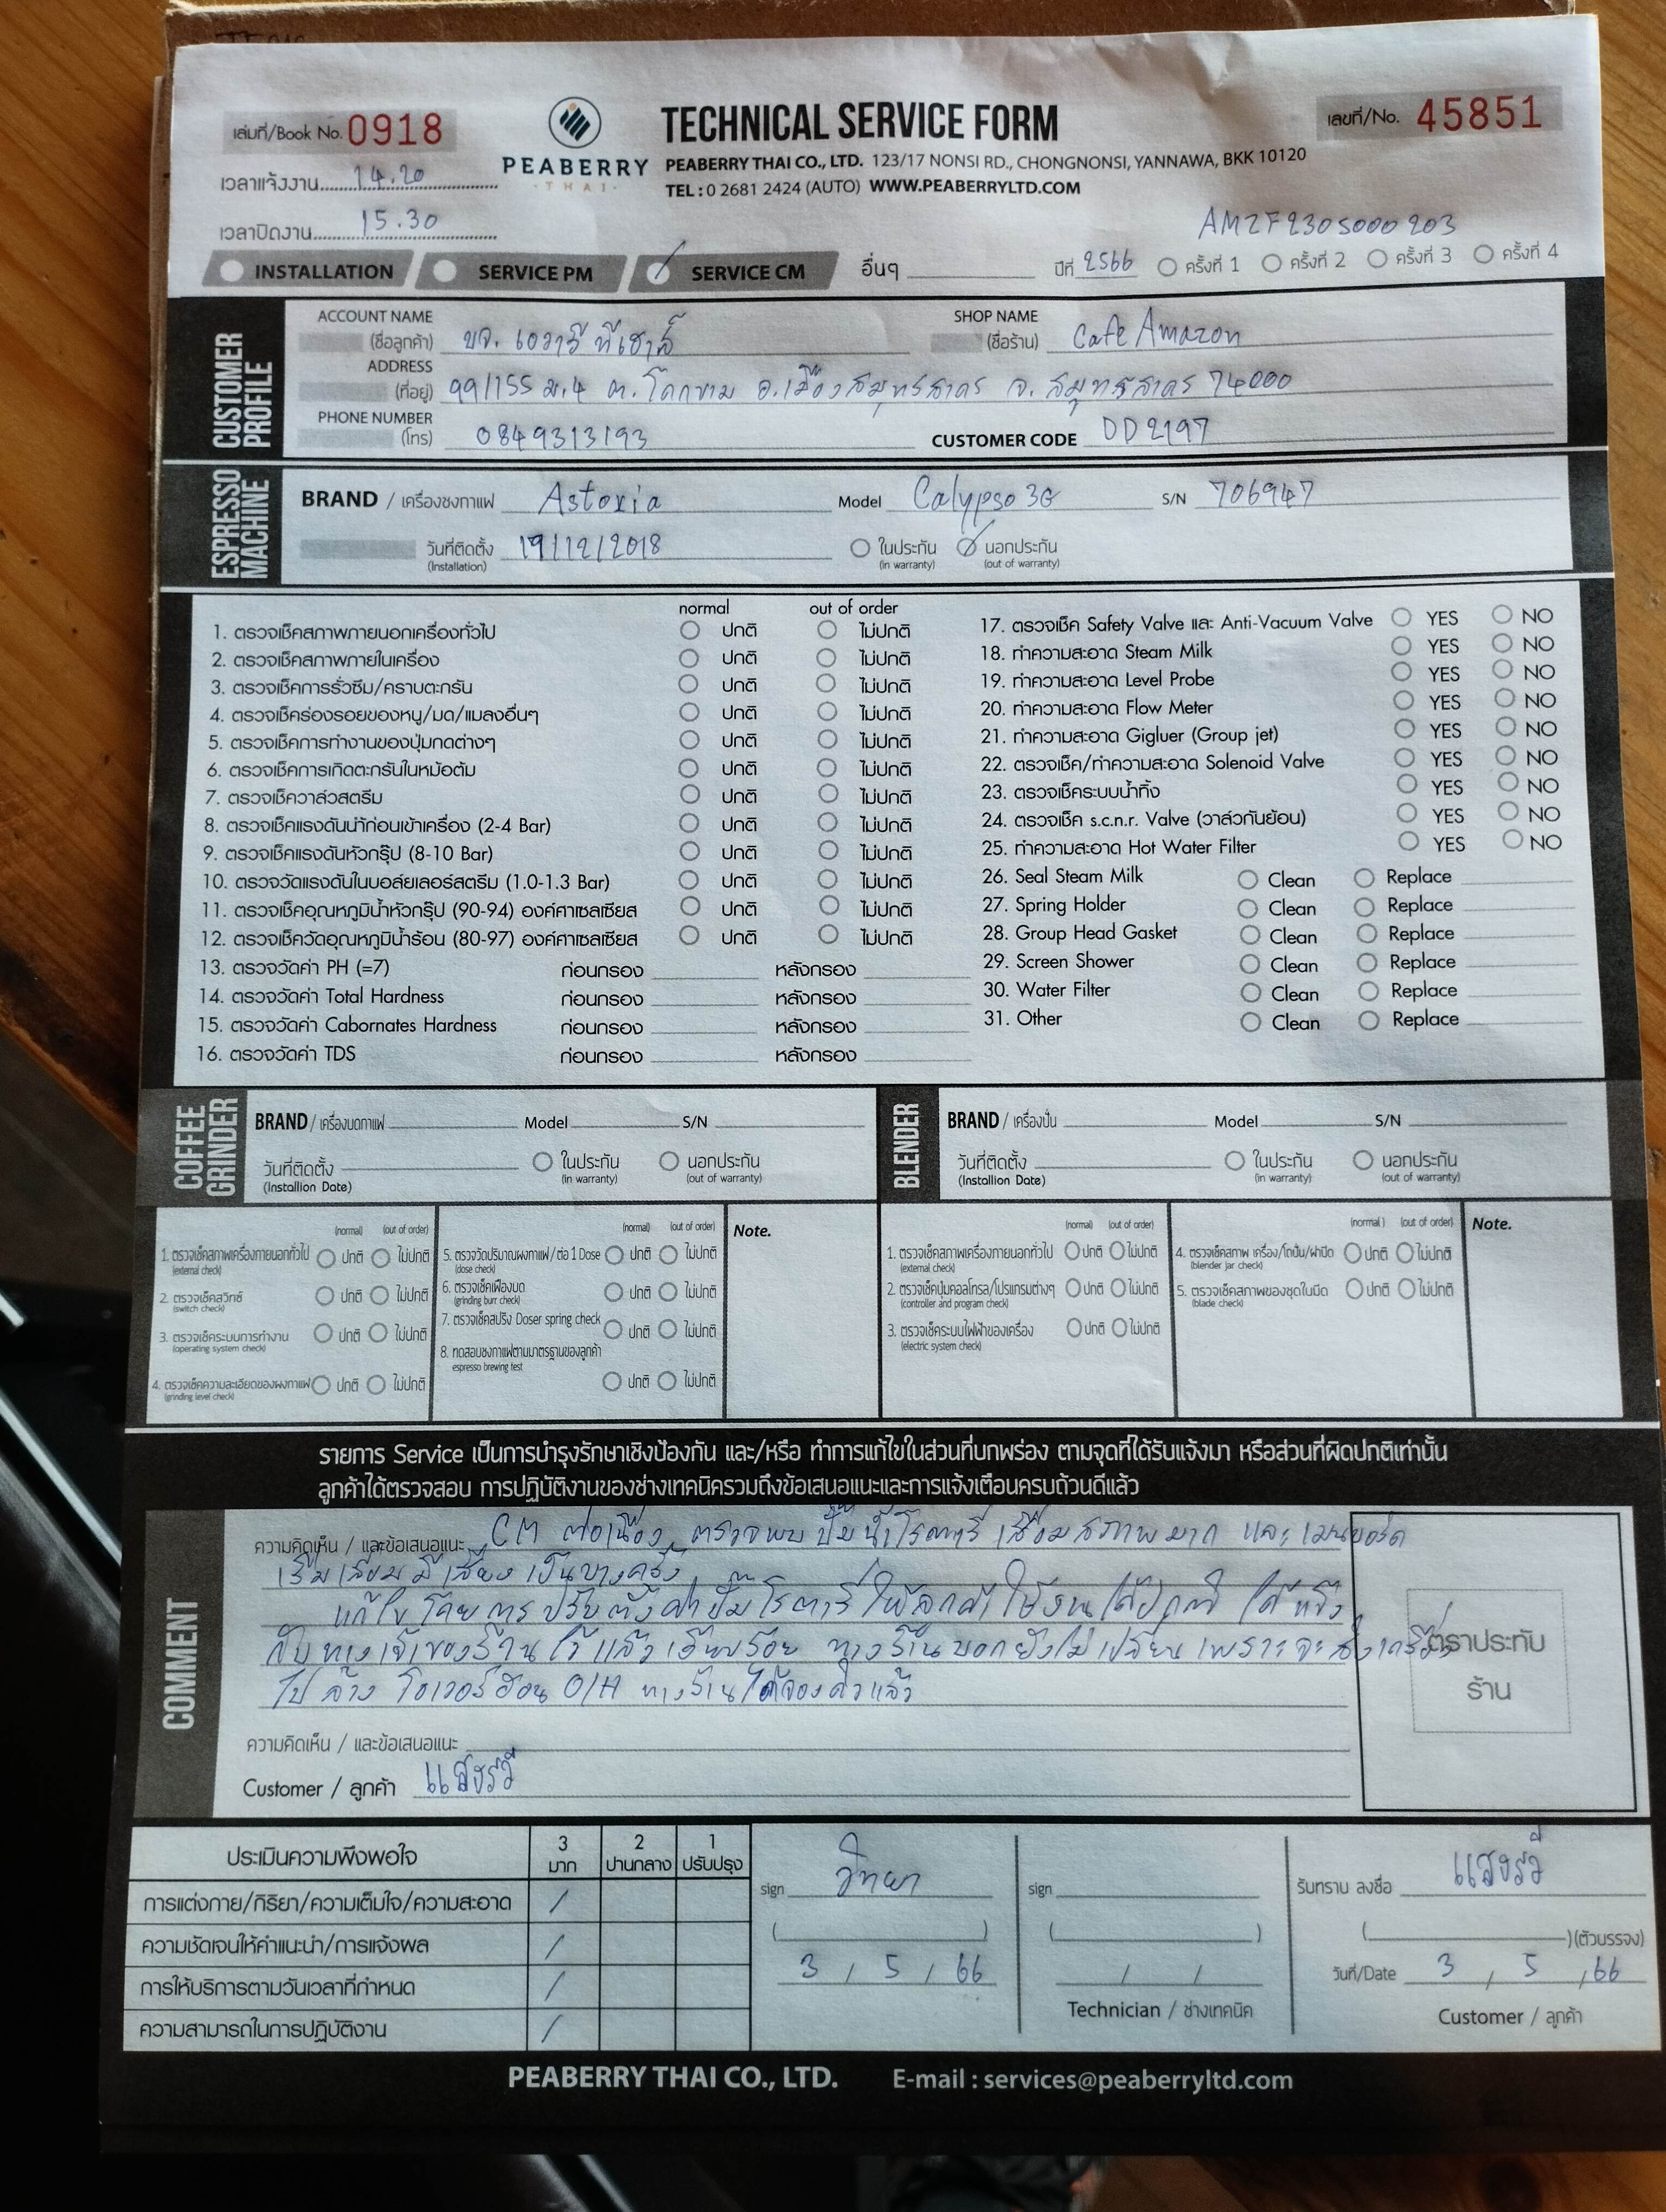 เล่มที่/Book No. 0918
PEABERRY
THAI
TECHNICAL SERVICE FORM
เลขที่/No. 45851
PEABERRY THAI CO., LTD. 123/17 NONSI RD., CHONGNONSI, YANNAWA, BKK 10120
TEL : 0 2681 2424 (AUTO) WWW.PEABERRYLTD.COM
เวลาแจ้งงาน 14.20
เวลาปิดงาน 15.30
AMZF2305000203
INSTALLATION SERVICE PM SERVICE CM อื่นๆ ปีที่ 2566 ครั้งที่ 1 ครั้งที่ 2 ครั้งที่ 3 ครั้งที่ 4
CUSTOMER PROFILE
ACCOUNT NAME (ชื่อลูกค้า) บจ.
SHOP NAME (ชื่อร้าน) Cafe Amazon
ADDRESS (ที่อยู่) 99/155 ม.4 ต.โคกขาม อ.เมืองสมุทรสาคร จ.สมุทรสาคร 74000
PHONE NUMBER (โทร) 0849313193 CUSTOMER CODE DD2197
ESPRESSO MACHINE
BRAND / เครื่องชงกาแฟ Astoria Model Calypso 3G S/N 706947
วันที่ติดตั้ง (Installation) 19/12/2018 ในประกัน (in warranty) นอกประกัน (out of warranty)
normal out of order
1. ตรวจเช็คสภาพภายนอกเครื่องทั่วไป ปกติ ไม่ปกติ
2. ตรวจเช็คสภาพภายในเครื่อง ปกติ ไม่ปกติ
3. ตรวจเช็คการรั่วซึม/คราบตะกรัน ปกติ ไม่ปกติ
4. ตรวจเช็คร่องรอยของหนู/มด/แมลงอื่นๆ ปกติ ไม่ปกติ
5. ตรวจเช็คการทำงานของปุ่มกดต่างๆ ปกติ ไม่ปกติ
6. ตรวจเช็คการเกิดตะกรันในหม้อต้ม ปกติ ไม่ปกติ
7. ตรวจเช็ควาล์วสตรีม ปกติ ไม่ปกติ
8. ตรวจเช็คแรงดันน้ำก่อนเข้าเครื่อง (2-4 Bar) ปกติ ไม่ปกติ
9. ตรวจเช็คแรงดันหัวกรุ๊ป (8-10 Bar) ปกติ ไม่ปกติ
10. ตรวจวัดแรงดันในบอล์ยเลอร์สตรีม (1.0-1.3 Bar) ปกติ ไม่ปกติ
11. ตรวจเช็คอุณหภูมิน้ำหัวกรุ๊ป (90-94) องค์ศาเซลเซียส ปกติ ไม่ปกติ
12. ตรวจเช็ควัดอุณหภูมิน้ำร้อน (80-97) องค์ศาเซลเซียส ปกติ ไม่ปกติ
13. ตรวจวัดค่า PH (=7) ก่อนกรอง หลังกรอง
14. ตรวจวัดค่า Total Hardness ก่อนกรอง หลังกรอง
15. ตรวจวัดค่า Cabornates Hardness ก่อนกรอง หลังกรอง
16. ตรวจวัดค่า TDS ก่อนกรอง หลังกรอง
17. ตรวจเช็ค Safety Valve และ Anti-Vacuum Valve YES NO
18. ทำความสะอาด Steam Milk YES NO
19. ทำความสะอาด Level Probe YES NO
20. ทำความสะอาด Flow Meter YES NO
21. ทำความสะอาด Gigluer (Group jet) YES NO
22. ตรวจเช็ค/ทำความสะอาด Solenoid Valve YES NO
23. ตรวจเช็คระบบน้ำทิ้ง YES NO
24. ตรวจเช็ค s.c.n.r. Valve (วาล์วกันย้อน) YES NO
25. ทำความสะอาด Hot Water Filter YES NO
26. Seal Steam Milk Clean Replace
27. Spring Holder Clean Replace
28. Group Head Gasket Clean Replace
29. Screen Shower Clean Replace
30. Water Filter Clean Replace
31. Other Clean Replace
COFFEE GRINDER
BRAND / เครื่องบดกาแฟ Model S/N
วันที่ติดตั้ง (Installion Date) ในประกัน (in warranty) นอกประกัน (out of warranty)
BLENDER
BRAND / เครื่องปั่น Model S/N
วันที่ติดตั้ง (Installion Date) ในประกัน (in warranty) นอกประกัน (out of warranty)
(normal) (out of order)
1. ตรวจเช็คสภาพเครื่องภายนอกทั่วไป (external check) ปกติ ไม่ปกติ
2. ตรวจเช็คสวิทซ์ (switch check) ปกติ ไม่ปกติ
3. ตรวจเช็คระบบการทำงาน (operating system check) ปกติ ไม่ปกติ
4. ตรวจเช็คความละเอียดของผงกาแฟ (grinding level check) ปกติ ไม่ปกติ
(normal) (out of order)
5. ตรวจวัดปริมาณผงกาแฟ/ต่อ 1 Dose (dose check) ปกติ ไม่ปกติ
6. ตรวจเช็คเฟืองบด (grinding burr check) ปกติ ไม่ปกติ
7. ตรวจเช็คสปริง Doser spring check ปกติ ไม่ปกติ
8. ทดสอบชงกาแฟตามมาตรฐานของลูกค้า espresso brewing test ปกติ ไม่ปกติ
Note.
(normal) (out of order)
1. ตรวจเช็คสภาพเครื่องภายนอกทั่วไป (external check) ปกติ ไม่ปกติ
2. ตรวจเช็คปุ่มคอลโทรล/โปรแกรมต่างๆ (controller and program check) ปกติ ไม่ปกติ
3. ตรวจเช็คระบบไฟฟ้าของเครื่อง (electric system check) ปกติ ไม่ปกติ
(normal) (out of order)
4. ตรวจเช็คสภาพ เครื่อง/โถปั่น/ฝาปิด (blender jar check) ปกติ ไม่ปกติ
5. ตรวจเช็คสภาพของชุดใบมีด (blade check) ปกติ ไม่ปกติ
Note.
รายการ Service เป็นการบำรุงรักษาเชิงป้องกัน และ/หรือ ทำการแก้ไขในส่วนที่บกพร่อง ตามจุดที่ได้รับแจ้งมา หรือส่วนที่ผิดปกติเท่านั้น
ลูกค้าได้ตรวจสอบ การปฏิบัติงานของช่างเทคนิครวมถึงข้อเสนอแนะและการแจ้งเตือนครบถ้วนดีแล้ว
COMMENT
ความคิดเห็น / และข้อเสนอแนะ CM ต่อเนื่อง ตรวจพบ ปั๊มน้ำโรตารี่ เสื่อมสภาพมาก และ เมนบอร์ด
เริ่มเสื่อม มีเสียง เป็นบางครั้ง
แก้ไขโดยการ ปรับตั้งค่าปั๊มโรตารี่ ให้ลูกค้าใช้งานได้ปกติ ได้แจ้ง
กับทางเจ้าของร้านไว้แล้วเรียบร้อย ทางร้านบอกยังไม่เปลี่ยน เพราะจะส่งเครื่อง
ไปล้าง โอเวอร์ฮอน O/H ทางร้านได้จองคิวแล้ว
ตราประทับ
ร้าน
ความคิดเห็น / และข้อเสนอแนะ
Customer / ลูกค้า แสงรวี
ประเมินความพึงพอใจ 3 มาก 2 ปานกลาง 1 ปรับปรุง
การแต่งกาย/กิริยา/ความเต็มใจ/ความสะอาด /
ความชัดเจนให้คำแนะนำ/การแจ้งผล /
การให้บริการตามวันเวลาที่กำหนด /
ความสามารถในการปฏิบัติงาน /
sign วิทยา
( )
3 / 5 / 66
sign
( )
/ /
Technician / ช่างเทคนิค
รับทราบ ลงชื่อ แสงรวี
( ) (ตัวบรรจง)
วันที่/Date 3 / 5 / 66
Customer / ลูกค้า
PEABERRY THAI CO., LTD. E-mail : services@peaberryltd.com